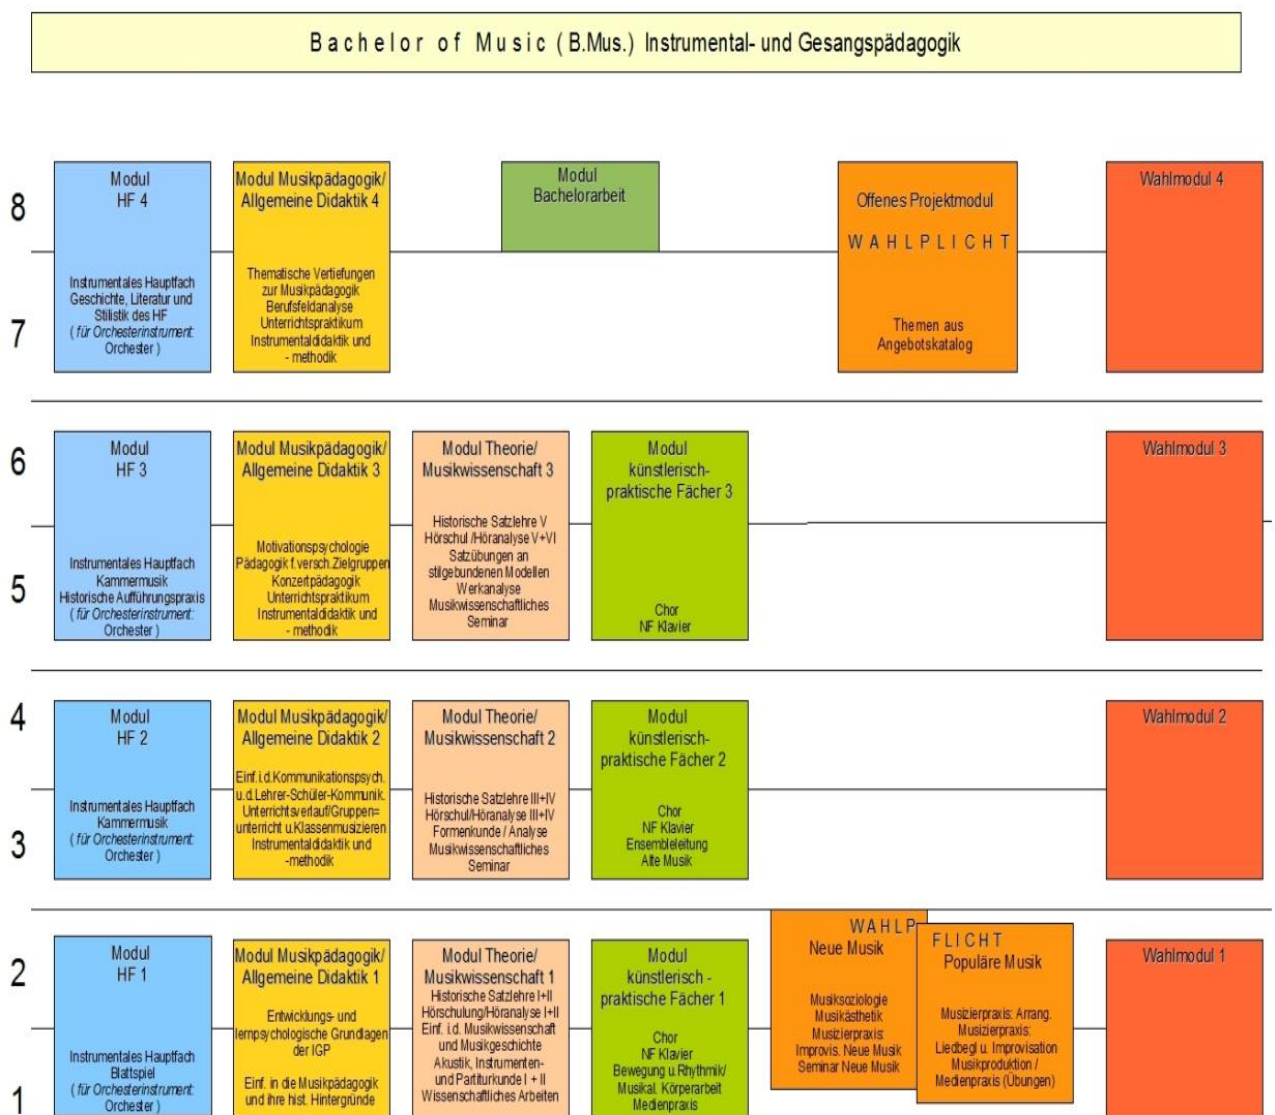 Bachelor of Music (B.Mus.) Instrumental- und Gesangspädagogik
8
7
Modul
HF 4
Instrumentales Hauptfach
Geschichte, Literatur und
Stilistik des HF
( für Orchesterinstrument:
Orchester )
Modul Musikpädagogik/
Allgemeine Didaktik 4
Thematische Vertiefungen
zur Musikpädagogik
Berufsfeldanalyse
Unterrichtspraktikum
Instrumentaldidaktik und
- methodik
Modul
Bachelorarbeit
Offenes Projektmodul
WAHLPLICHT
Themen aus
Angebotskatalog
Wahlmodul 4
6
5
Modul
HF 3
Instrumentales Hauptfach
Kammermusik
Historische Aufführungspraxis
( für Orchesterinstrument:
Orchester )
Modul Musikpädagogik/
Allgemeine Didaktik 3
Motivationspsychologie
Pädagogik f.versch.Zielgruppen
Konzertpädagogik
Unterrichtspraktikum
Instrumentaldidaktik und
- methodik
Modul Theorie/
Musikwissenschaft 3
Historische Satzlehre V
Hörschul /Höranalyse V+VI
Satzübungen an
stilgebundenen Modellen
Werkanalyse
Musikwissenschaftliches
Seminar
Modul
künstlerisch-
praktische Fächer 3
Chor
NF Klavier
Wahlmodul 3
4
3
Modul
HF 2
Instrumentales Hauptfach
Kammermusik
( für Orchesterinstrument:
Orchester )
Modul Musikpädagogik/
Allgemeine Didaktik 2
Einf.i.d.Kommunikationspsych.
u.d.Lehrer-Schüler-Kommunik.
Unterrichtsverlauf/Gruppen=
unterricht u.Klassenmusizieren
Instrumentaldidaktik und
-methodik
Modul Theorie/
Musikwissenschaft 2
Historische Satzlehre III+IV
Hörschul/Höranalyse III+IV
Formenkunde / Analyse
Musikwissenschaftliches
Seminar
Modul
künstlerisch-
praktische Fächer 2
Chor
NF Klavier
Ensembleleitung
Alte Musik
Wahlmodul 2
2
1
Modul
HF 1
Instrumentales Hauptfach
Blattspiel
( für Orchesterinstrument:
Orchester )
Modul Musikpädagogik/
Allgemeine Didaktik 1
Entwicklungs- und
lernpsychologische Grundlagen
der IGP
Einf. in die Musikpädagogik
und ihre hist. Hintergründe
Modul Theorie/
Musikwissenschaft 1
Historische Satzlehre I+II
Hörschulung/Höranalyse I+II
Einf. i.d. Musikwissenschaft
und Musikgeschichte
Akustik, Instrumenten-
und Partiturkunde I + II
Wissenschaftliches Arbeiten
Modul
künstlerisch -
praktische Fächer 1
Chor
NF Klavier
Bewegung u.Rhythmik/
Musikal. Körperarbeit
Medienpraxis
WAHLP
Neue Musik
Musiksoziologie
Musikästhetik
Musizierpraxis:
Improvis. Neue Musik
Seminar Neue Musik
FLICHT
Populäre Musik
Musizierpraxis: Arrang.
Musizierpraxis:
Liedbegl u. Improvisation
Musikproduktion /
Medienpraxis (Übungen)
Wahlmodul 1